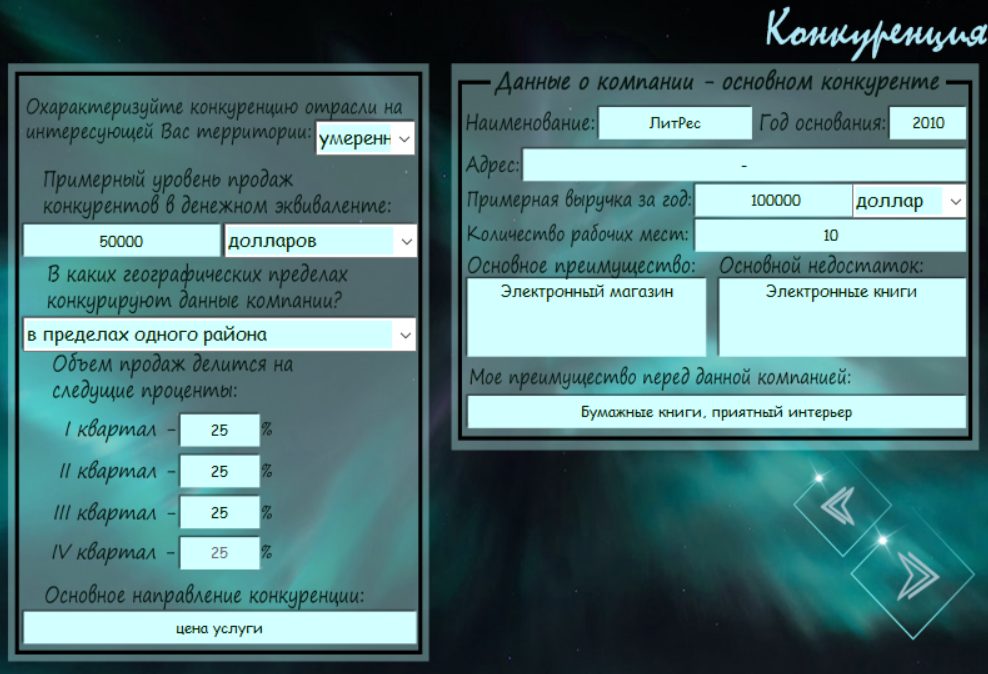 Конкуренция
Охарактеризуйте конкуренцию отрасли на
интересующей Вас территории: умеренн
Примерный уровень продаж
конкурентов в денежном эквиваленте:
50000 долларов
В каких географических пределах
конкурируют данные компании?
в пределах одного района
Объем продаж делится на
следущие проценты:
I квартал - 25 %
II квартал - 25 %
III квартал - 25 %
IV квартал - 25 %
Основное направление конкуренции:
цена услуги
Данные о компании - основном конкуренте
Наименование: ЛитРес Год основания: 2010
Адрес: -
Примерная выручка за год: 100000 доллар
Количество рабочих мест: 10
Основное преимущество: Основной недостаток:
Электронный магазин Электронные книги
Мое преимущество перед данной компанией:
Бумажные книги, приятный интерьер